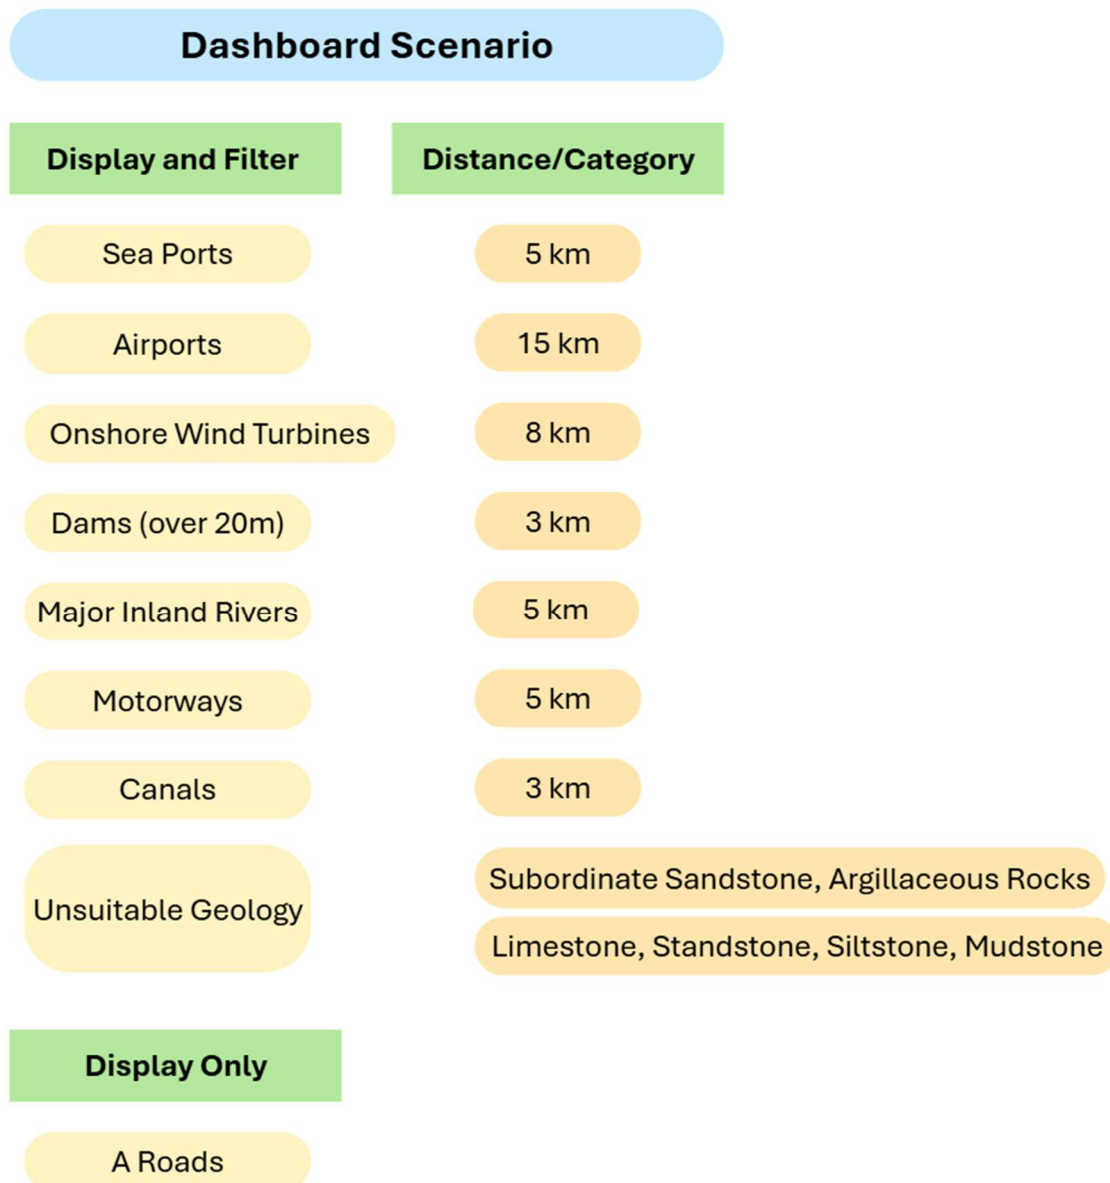 Dashboard Scenario
Display and Filter
Distance/Category
Sea Ports
5 km
Airports
15 km
Onshore Wind Turbines
8 km
Dams (over 20m)
3 km
Major Inland Rivers
5 km
Motorways
5 km
Canals
3 km
Unsuitable Geology
Subordinate Sandstone, Argillaceous Rocks
Limestone, Standstone, Siltstone, Mudstone
Display Only
A Roads